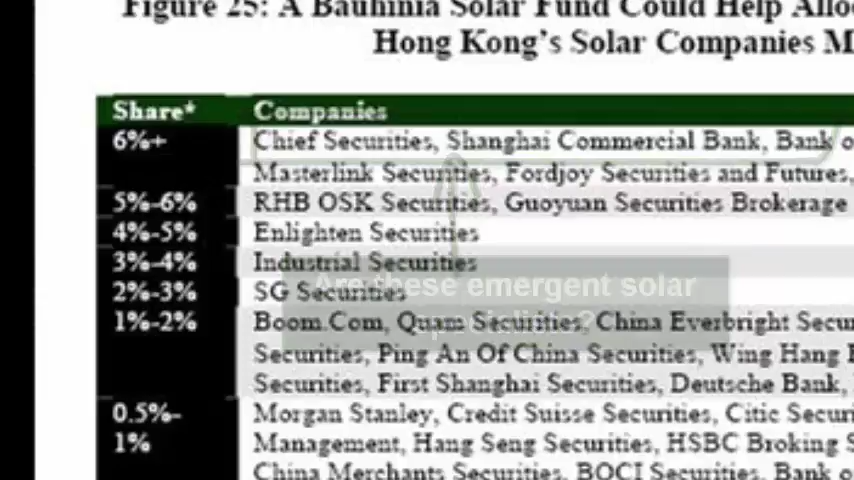 Figure 25: A Bauhinia Solar Fund Could Help Alloc
Hong Kong's Solar Companies M
Share* Companies
6%+ Chief Securities, Shanghai Commercial Bank, Bank o
Masterlink Securities, Fordjoy Securities and Futures,
5%-6% RHB OSK Securities, Guoyuan Securities Brokerage
4%-5% Enlighten Securities
3%-4% Industrial Securities
Are these emergent solar
2%-3% SG Securities
1%-2% Boom.Com, Quam Securities, China Everbright Secur
Securities, Ping An Of China Securities, Wing Hang
Securities, First Shanghai Securities, Deutsche Bank,
0.5%- Morgan Stanley, Credit Suisse Securities, Citic Securi
1% Management, Hang Seng Securities, HSBC Broking S
China Merchants Securities, BOCI Securities, Bank o